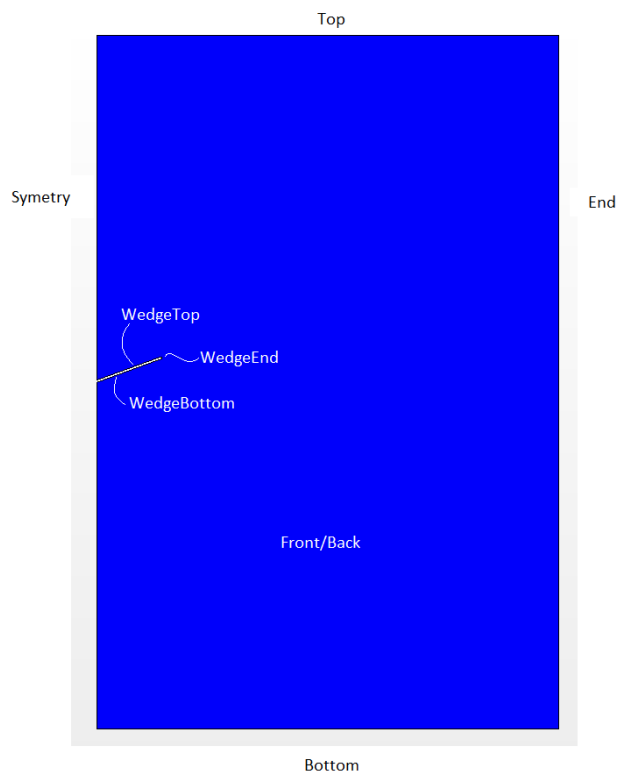 Top
Symetry
End
WedgeTop
WedgeEnd
WedgeBottom
Front/Back
Bottom